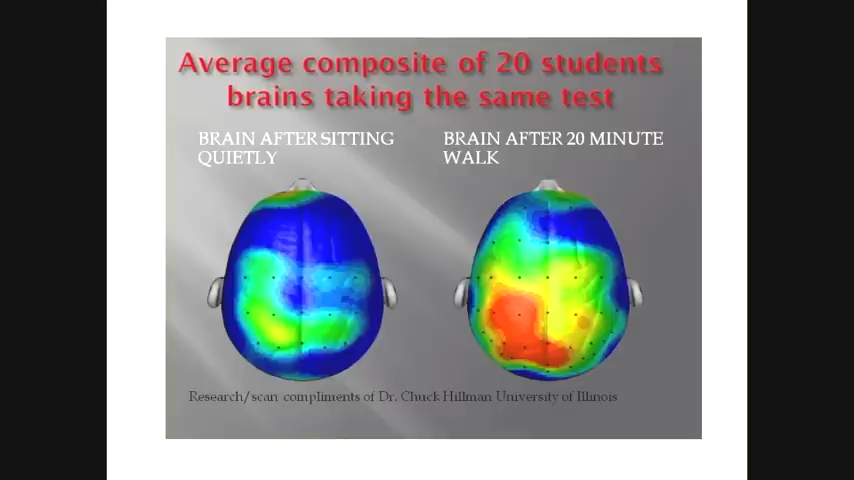 Average composite of 20 students
brains taking the same test
BRAIN AFTER SITTING
QUIETLY
BRAIN AFTER 20 MINUTE
WALK
Research/scan compliments of Dr. Chuck Hillman University of Illinois